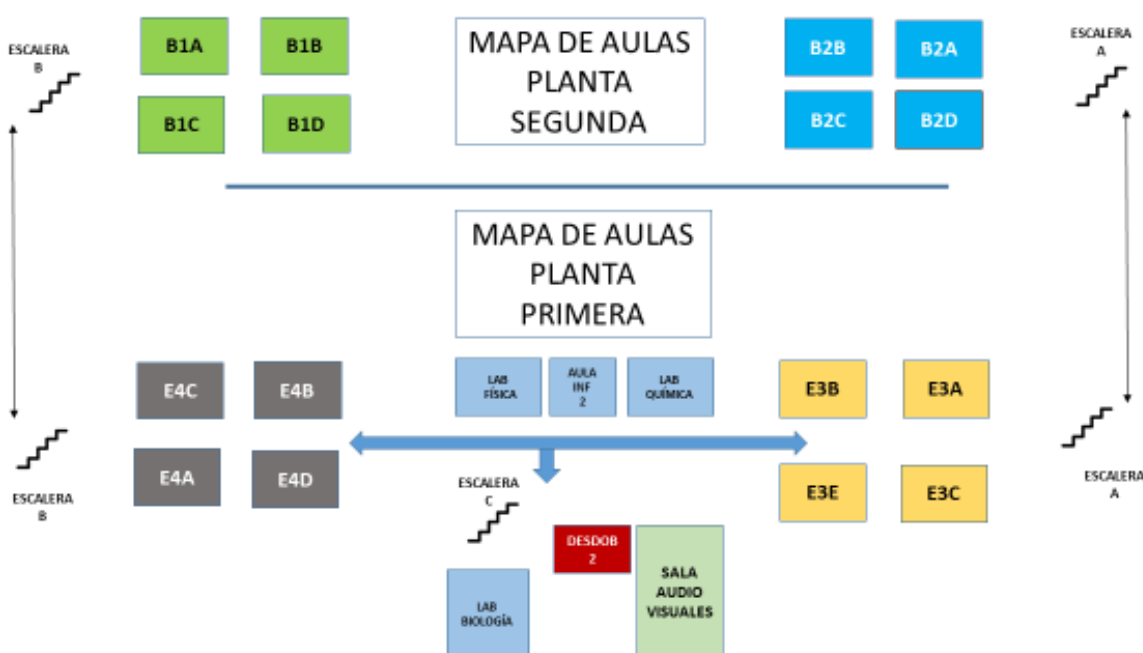 ESCALERA
B
B1A
B1B
MAPA DE AULAS
PLANTA
SEGUNDA
B2B
B2A
ESCALERA
A
B1C
B1D
B2C
B2D
MAPA DE AULAS
PLANTA
PRIMERA
E4C
E4B
LAB
FÍSICA
AULA
INF
2
LAB
QUÍMICA
E3B
E3A
E4A
E4D
E3E
E3C
ESCALERA
B
ESCALERA
C
ESCALERA
A
DESDOB
2
SALA
AUDIO
VISUALES
LAB
BIOLOGÍA